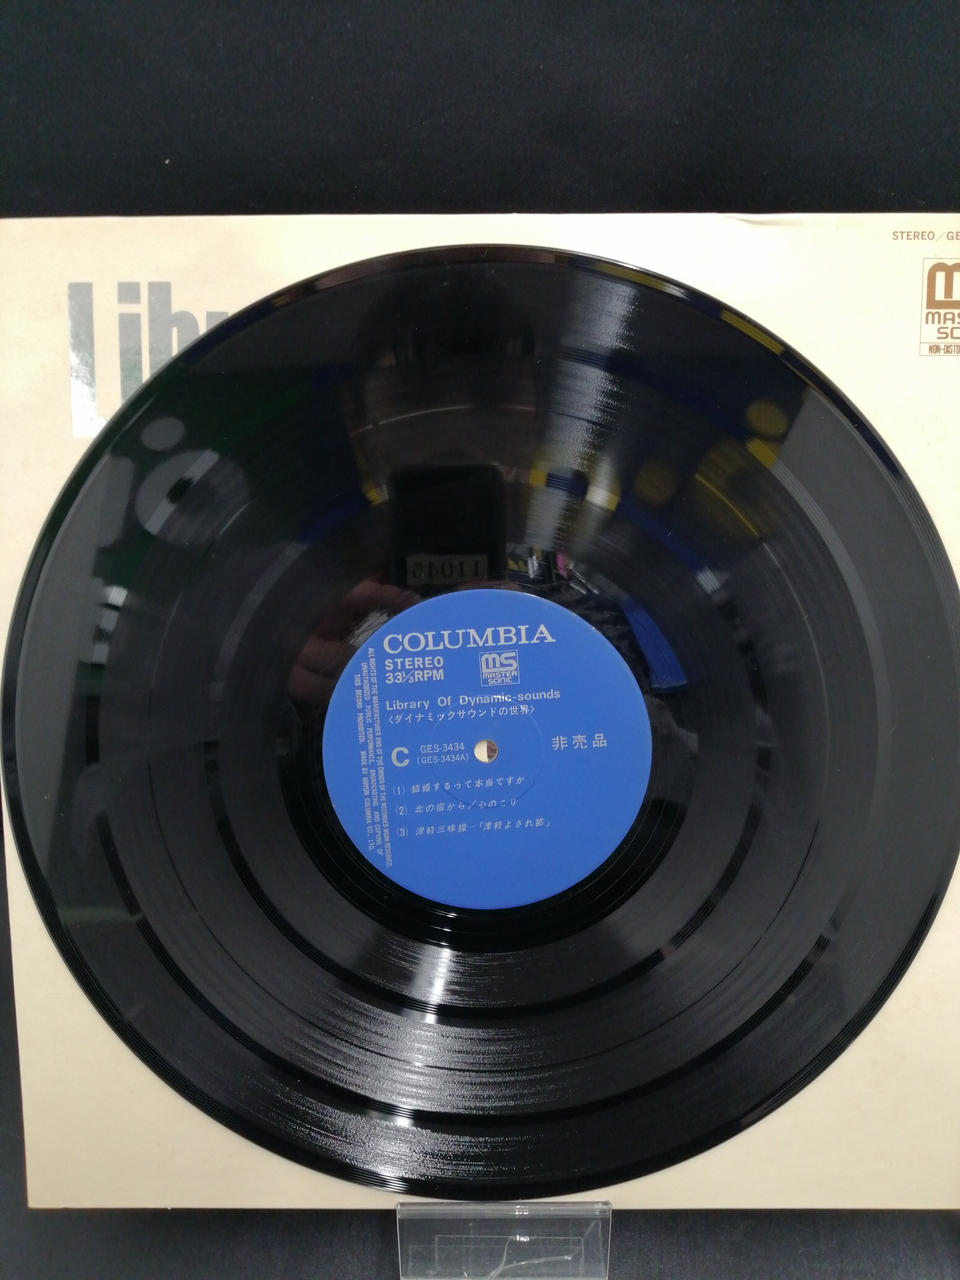 STEREO/GE
Libr
MAS
SO
NON-DISTO
COLUMBIA
STEREO
33⅓RPM
MS
MASTER
SONIC
Library Of Dynamic-sounds
〈ダイナミックサウンドの世界〉
C
GES-3434
(GES-3434A)
非売品
(1) 結婚するって本当ですか
(2) 北の宿から/心のこり
(3) 津軽三味線-「津軽よされ節」
ALL RIGHTS OF THE MANUFACTURER AND OF THE OWNER OF THE RECORDED WORK RESERVED.
UNAUTHORIZED PUBLIC PERFORMANCE, BROADCASTING AND COPYING OF
THIS RECORD PROHIBITED. MADE BY NIPPON COLUMBIA CO., LTD.